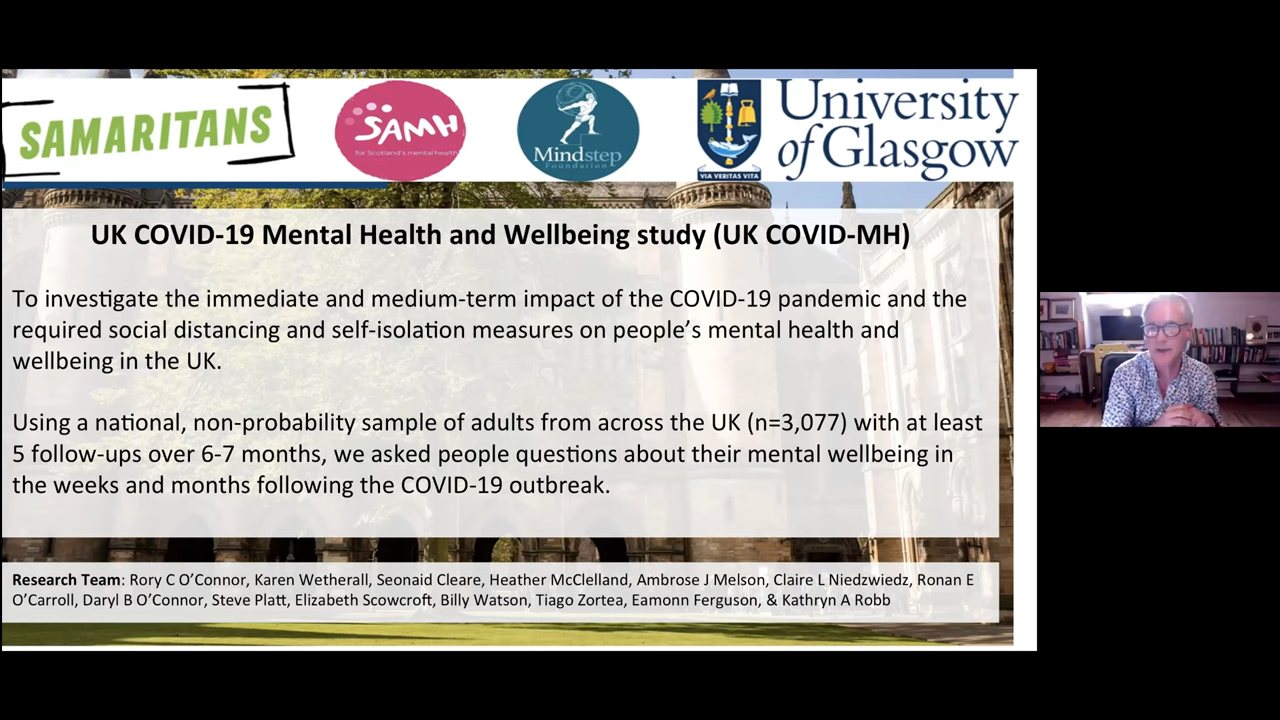 SAMARITANS
SAMH
for Scotland's mental health
Mindstep
Foundation
VIA VERITAS VITA
University
of Glasgow
UK COVID-19 Mental Health and Wellbeing study (UK COVID-MH)
To investigate the immediate and medium-term impact of the COVID-19 pandemic and the
required social distancing and self-isolation measures on people’s mental health and
wellbeing in the UK.
Using a national, non-probability sample of adults from across the UK (n=3,077) with at least
5 follow-ups over 6-7 months, we asked people questions about their mental wellbeing in
the weeks and months following the COVID-19 outbreak.
Research Team: Rory C O’Connor, Karen Wetherall, Seonaid Cleare, Heather McClelland, Ambrose J Melson, Claire L Niedzwiedz, Ronan E
O’Carroll, Daryl B O’Connor, Steve Platt, Elizabeth Scowcroft, Billy Watson, Tiago Zortea, Eamonn Ferguson, & Kathryn A Robb